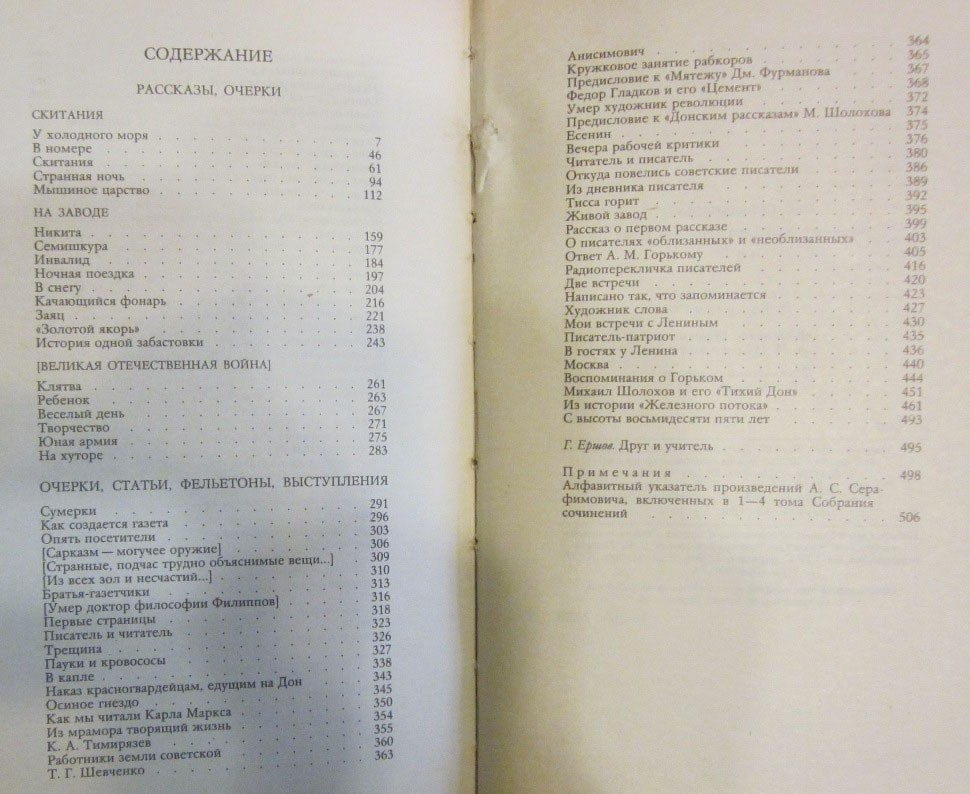 СОДЕРЖАНИЕ
РАССКАЗЫ, ОЧЕРКИ
СКИТАНИЯ
У холодного моря . . . . . . . . . . 7
В номере . . . . . . . . . . 46
Скитания . . . . . . . . . . 61
Странная ночь . . . . . . . . . . 94
Мышиное царство . . . . . . . . . . 112
НА ЗАВОДЕ
Никита . . . . . . . . . . 159
Семишкура . . . . . . . . . . 177
Инвалид . . . . . . . . . . 184
Ночная поездка . . . . . . . . . . 197
В снегу . . . . . . . . . . 204
Качающийся фонарь . . . . . . . . . . 216
Заяц . . . . . . . . . . 221
«Золотой якорь» . . . . . . . . . . 238
История одной забастовки . . . . . . . . . . 243
[ВЕЛИКАЯ ОТЕЧЕСТВЕННАЯ ВОЙНА]
Клятва . . . . . . . . . . 261
Ребенок . . . . . . . . . . 263
Веселый день . . . . . . . . . . 267
Творчество . . . . . . . . . . 271
Юная армия . . . . . . . . . . 275
На хуторе . . . . . . . . . . 283
ОЧЕРКИ, СТАТЬИ, ФЕЛЬЕТОНЫ, ВЫСТУПЛЕНИЯ
Сумерки . . . . . . . . . . 291
Как создается газета . . . . . . . . . . 296
Опять посетители . . . . . . . . . . 303
[Сарказм — могучее оружие] . . . . . . . 306
[Странные, подчас трудно объяснимые вещи...] . 309
[Из всех зол и несчастий...] . . . . . . . 310
Братья-газетчики . . . . . . . . . . 313
[Умер доктор философии Филиппов] . . . . 316
Первые страницы . . . . . . . . . . 318
Писатель и читатель . . . . . . . . . . 323
Трещина . . . . . . . . . . 326
Пауки и кровососы . . . . . . . . . . 327
В капле . . . . . . . . . . 338
Наказ красногвардейцам, едущим на Дон . . . . 343
Осиное гнездо . . . . . . . . . . 345
Как мы читали Карла Маркса . . . . . . . 350
Из мрамора творящий жизнь . . . . . . . 354
К. А. Тимирязев . . . . . . . . . . 355
Работники земли советской . . . . . . . 360
Т. Г. Шевченко . . . . . . . . . . 363
Анисимович . . . . . . . . . . 364
Кружковое занятие рабкоров . . . . . . . 365
Предисловие к «Мятежу» Дм. Фурманова . . . 367
Федор Гладков и его «Цемент» . . . . . . 368
Умер художник революции . . . . . . . 372
Предисловие к «Донским рассказам» М. Шолохова 374
Есенин . . . . . . . . . . 375
Вечера рабочей критики . . . . . . . . 376
Читатель и писатель . . . . . . . . . . 380
Откуда повелись советские писатели . . . . 386
Из дневника писателя . . . . . . . . . 389
Тисса горит . . . . . . . . . . 392
Живой завод . . . . . . . . . . 395
Рассказ о первом рассказе . . . . . . . 399
О писателях «облизанных» и «необлизанных» . . 403
Ответ А. М. Горькому . . . . . . . . 405
Радиоперекличка писателей . . . . . . . 416
Две встречи . . . . . . . . . . 420
Написано так, что запоминается . . . . . 423
Художник слова . . . . . . . . . . 427
Мои встречи с Лениным . . . . . . . . 430
Писатель-патриот . . . . . . . . . . 435
В гостях у Ленина . . . . . . . . . . 436
Москва . . . . . . . . . . 440
Воспоминания о Горьком . . . . . . . . 444
Михаил Шолохов и его «Тихий Дон» . . . . 451
Из истории «Железного потока» . . . . . . 461
С высоты восьмидесяти пяти лет . . . . . . 493
Г. Ершов. Друг и учитель . . . . . . . 495
Примечания . . . . . . . . . . 498
Алфавитный указатель произведений А. С. Сера-
фимовича, включенных в 1—4 тома Собрания
сочинений . . . . . . . . . . 506